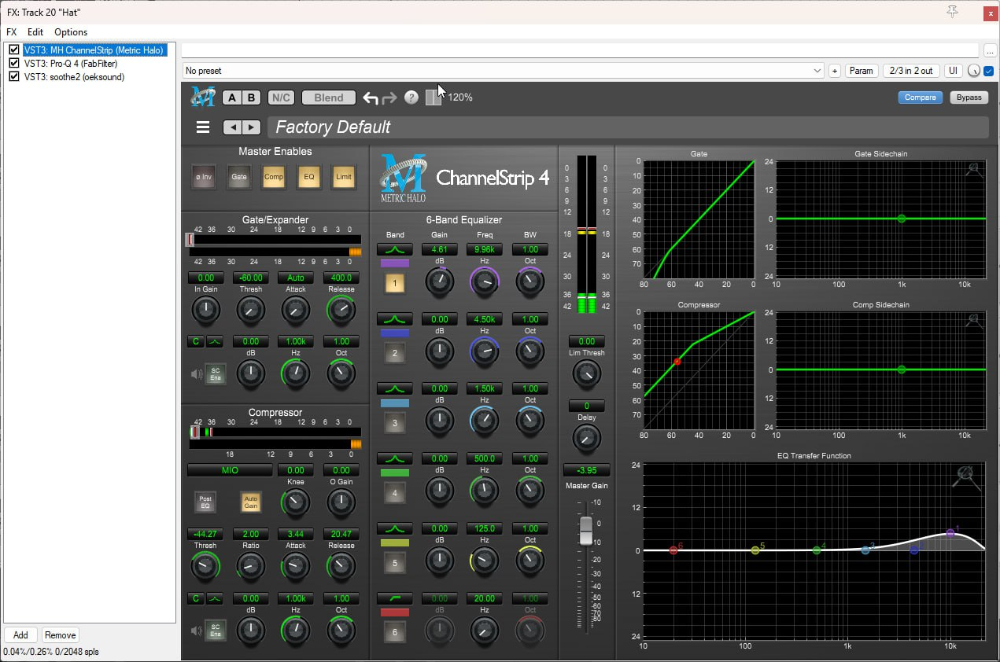 FX: Track 20 "Hat"
x
FX Edit Options
VST3: MH ChannelStrip (Metric Halo)
VST3: Pro-Q 4 (FabFilter)
VST3: soothe2 (oeksound)
...
No preset + Param 2/3 in 2 out UI
A B N/C Blend ? 120% Compare Bypass
Factory Default
Master Enables
ø Inv Gate Comp EQ Limit
METRIC HALO
ChannelStrip 4
Gate/Expander
42 36 30 24 18 12 9 6 3 0
42 36 30 24 18 12 9 6 3 0
0.00 -60.00 Auto 400.0
In Gain Thresh Attack Release
C 0.00 1.00k 1.00
SC Ena dB Hz Oct
Compressor
42 36 30 24 18 12 9 6 3 0
18 12 9 6 3 0
MIO 0.00 0.00
Knee O Gain
Post EQ Auto Gain
-44.27 2.00 3.44 20.47
Thresh Ratio Attack Release
C 0.00 1.00k 1.00
SC Ena dB Hz Oct
6-Band Equalizer
Band Gain Freq BW
4.61 9.96k 1.00
dB Hz Oct
1
0.00 4.50k 1.00
dB Hz Oct
2
0.00 1.50k 1.00
dB Hz Oct
3
0.00 500.0 1.00
dB Hz Oct
4
0.00 125.0 1.00
dB Hz Oct
5
0.00 20.00 1.00
dB Hz Oct
6
0 0
3 3
6 6
9 9
12 12
18 18
24 24
30 30
36 36
42 42
0.00
Lim Thresh
0
Delay
-3.95
Master Gain
-10
0
-10
-20
-30
-40
-50
-60
-70
-80
Gate
0
10
20
30
40
50
60
70
80 60 40 20 0
Gate Sidechain
24
12
0
12
24
10 100 1k 10k
Compressor
0
10
20
30
40
50
60
70
80 60 40 20 0
Comp Sidechain
24
12
0
12
24
10 100 1k 10k
EQ Transfer Function
24
12
0
12
24
6 5 4 3 1
10 100 1k 10k
Add Remove
0.04%/0.26% 0/2048 spls